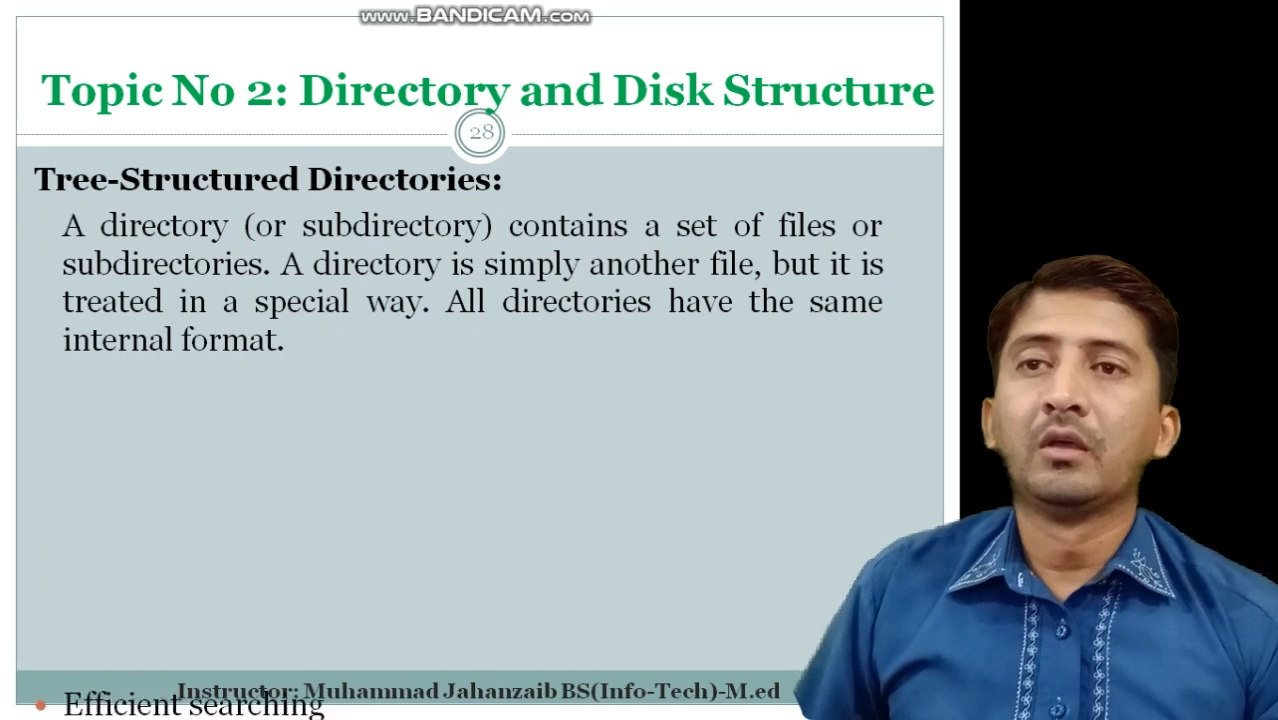 www.BANDICAM.com
Topic No 2: Directory and Disk Structure
28
Tree-Structured Directories:
A directory (or subdirectory) contains a set of files or
subdirectories. A directory is simply another file, but it is
treated in a special way. All directories have the same
internal format.
Instructor: Muhammad Jahanzaib BS(Info-Tech)-M.ed
• Efficient searching